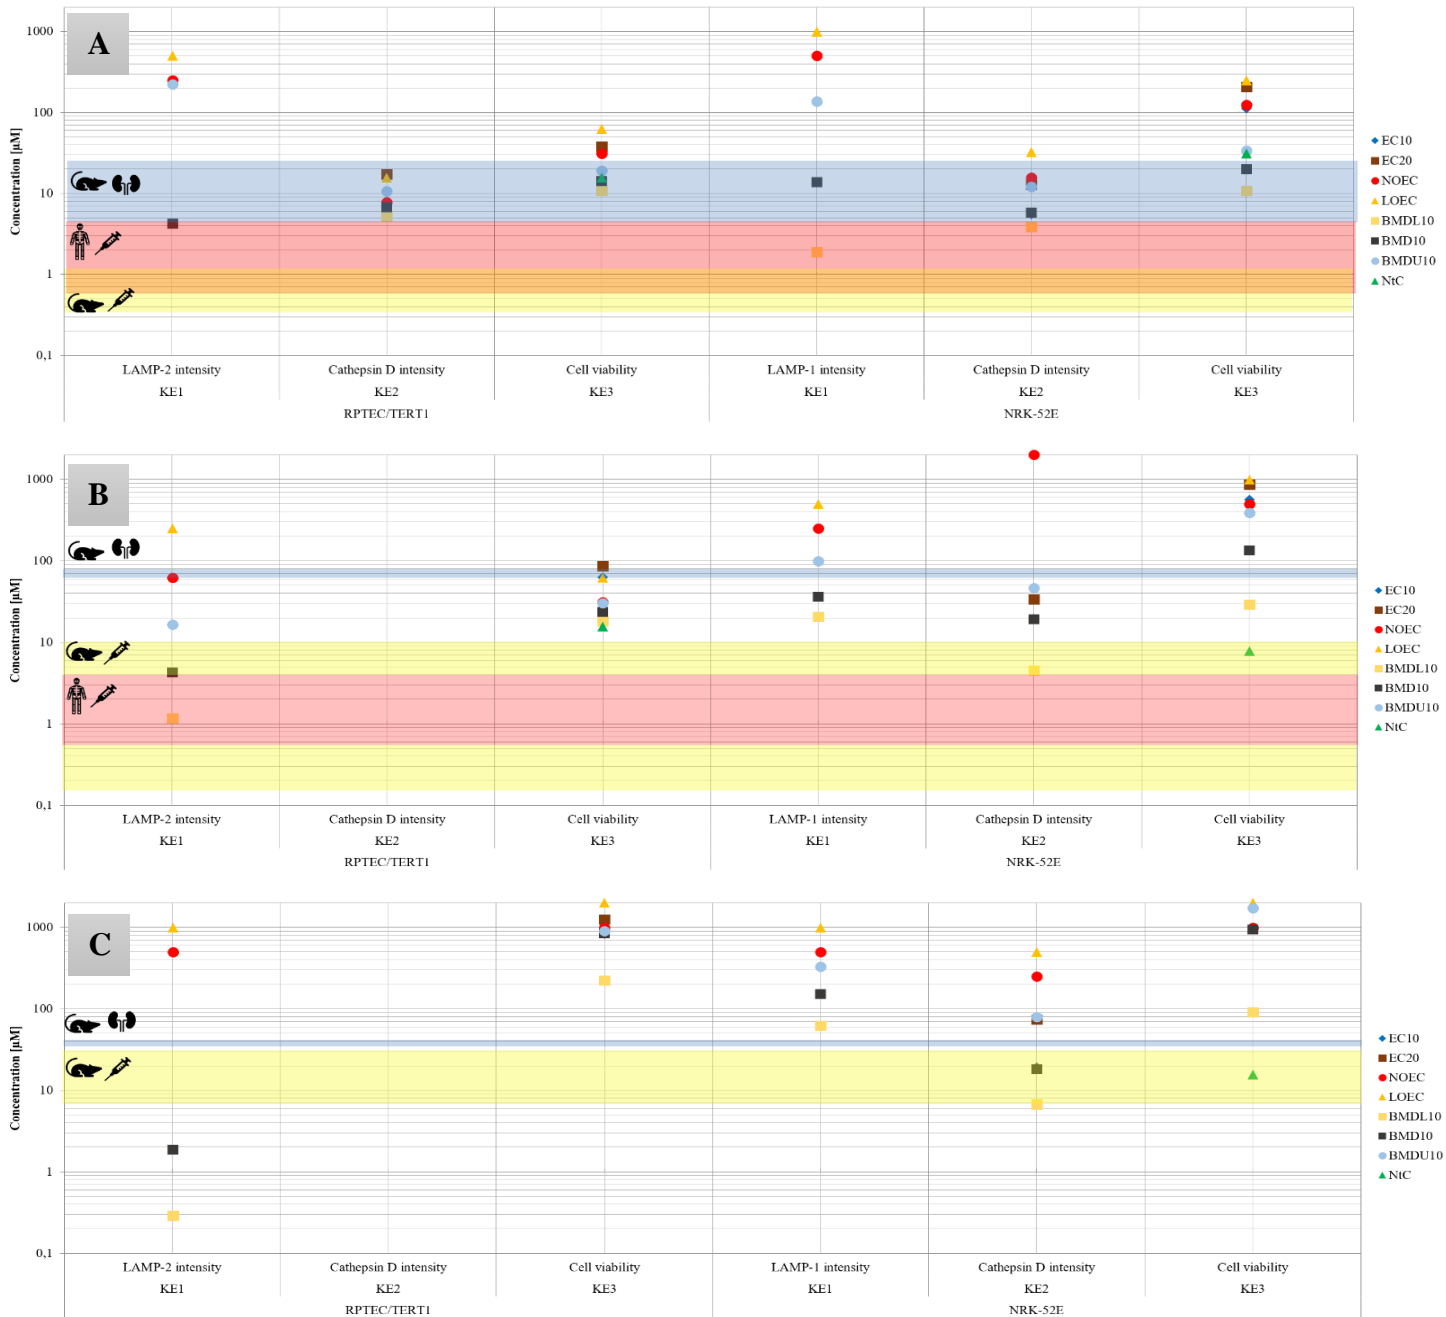 A
Concentration [µM]
1000
100
10
1
0,1
LAMP-2 intensity
Cathepsin D intensity
Cell viability
LAMP-1 intensity
Cathepsin D intensity
Cell viability
KE1
KE2
KE3
KE1
KE2
KE3
RPTEC/TERT1
NRK-52E
EC10
EC20
NOEC
LOEC
BMDL10
BMD10
BMDU10
NtC
B
Concentration [µM]
1000
100
10
1
0,1
LAMP-2 intensity
Cathepsin D intensity
Cell viability
LAMP-1 intensity
Cathepsin D intensity
Cell viability
KE1
KE2
KE3
KE1
KE2
KE3
RPTEC/TERT1
NRK-52E
EC10
EC20
NOEC
LOEC
BMDL10
BMD10
BMDU10
NtC
C
Concentration [µM]
1000
100
10
1
0,1
LAMP-2 intensity
Cathepsin D intensity
Cell viability
LAMP-1 intensity
Cathepsin D intensity
Cell viability
KE1
KE2
KE3
KE1
KE2
KE3
RPTEC/TERT1
NRK-52E
EC10
EC20
NOEC
LOEC
BMDL10
BMD10
BMDU10
NtC